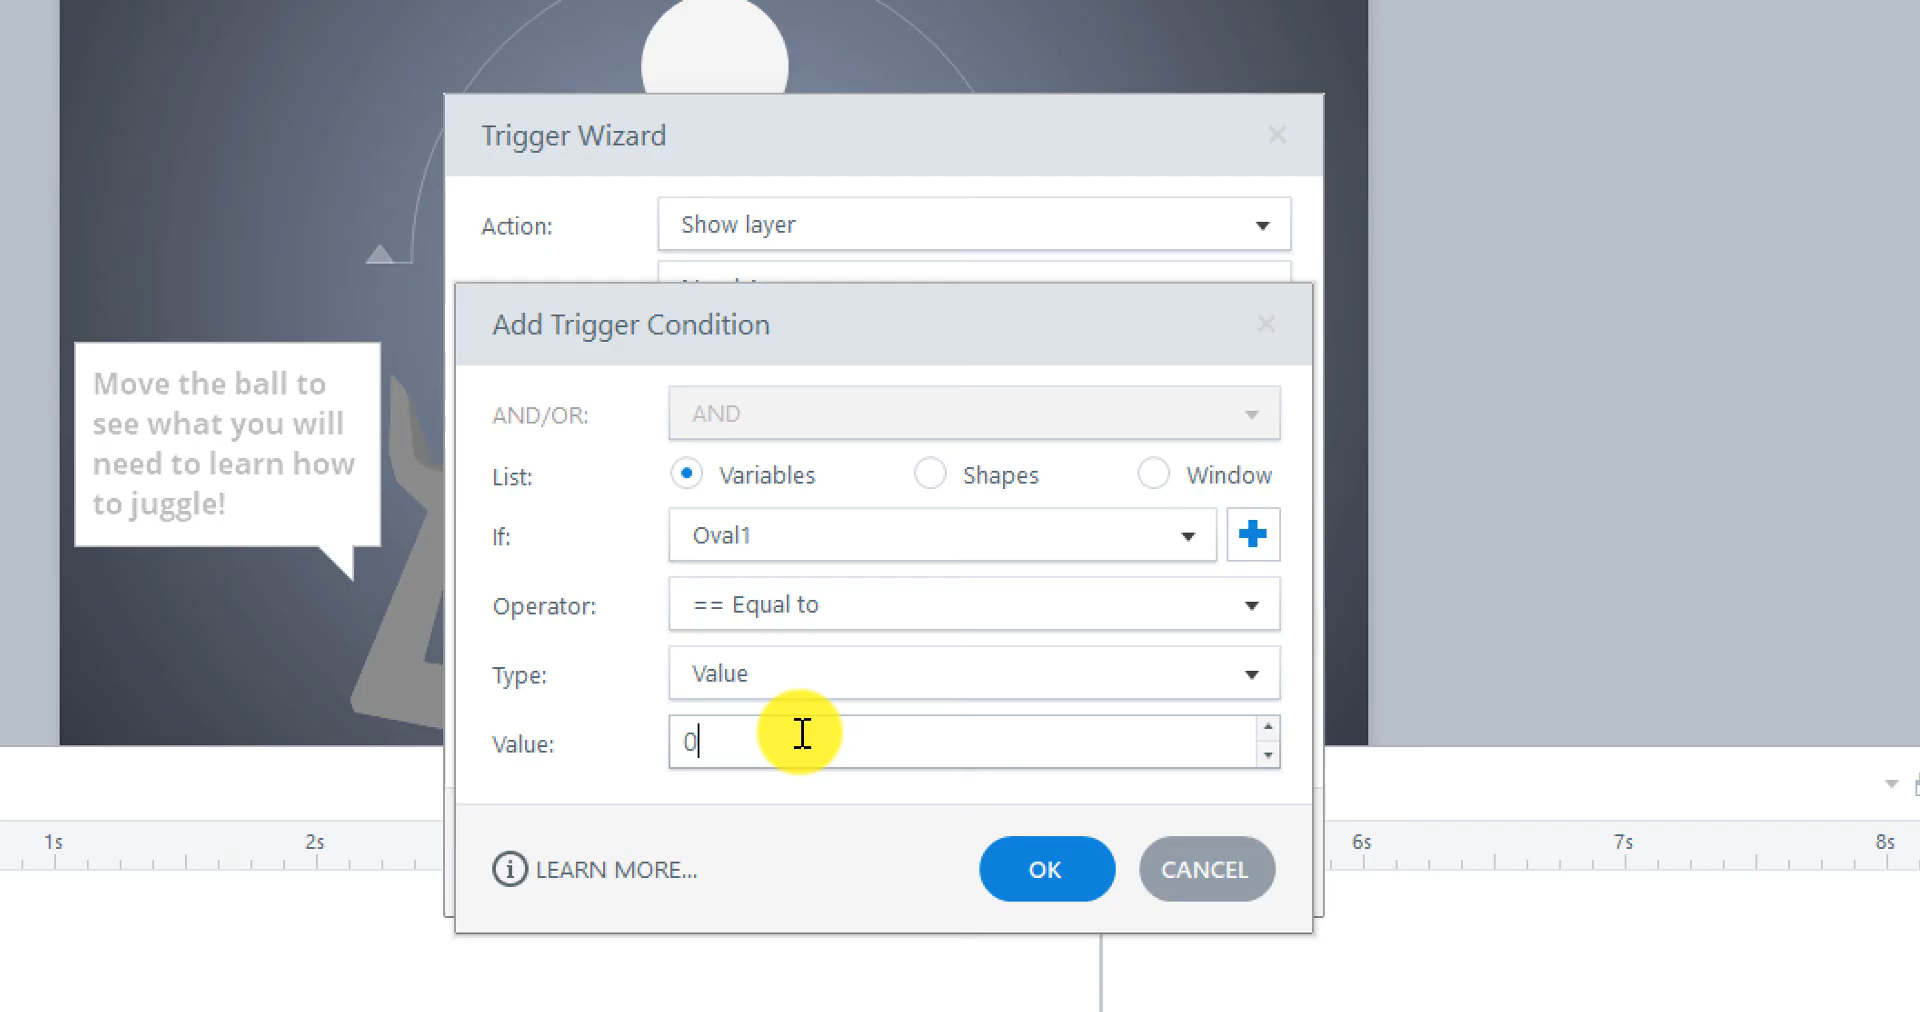 Trigger Wizard
Action:
Show layer
Add Trigger Condition
AND/OR:
AND
List:
Variables
Shapes
Window
If:
Oval1
Operator:
== Equal to
Type:
Value
Value:
0
LEARN MORE...
OK
CANCEL
Move the ball to
see what you will
need to learn how
to juggle!
1s
2s
6s
7s
8s